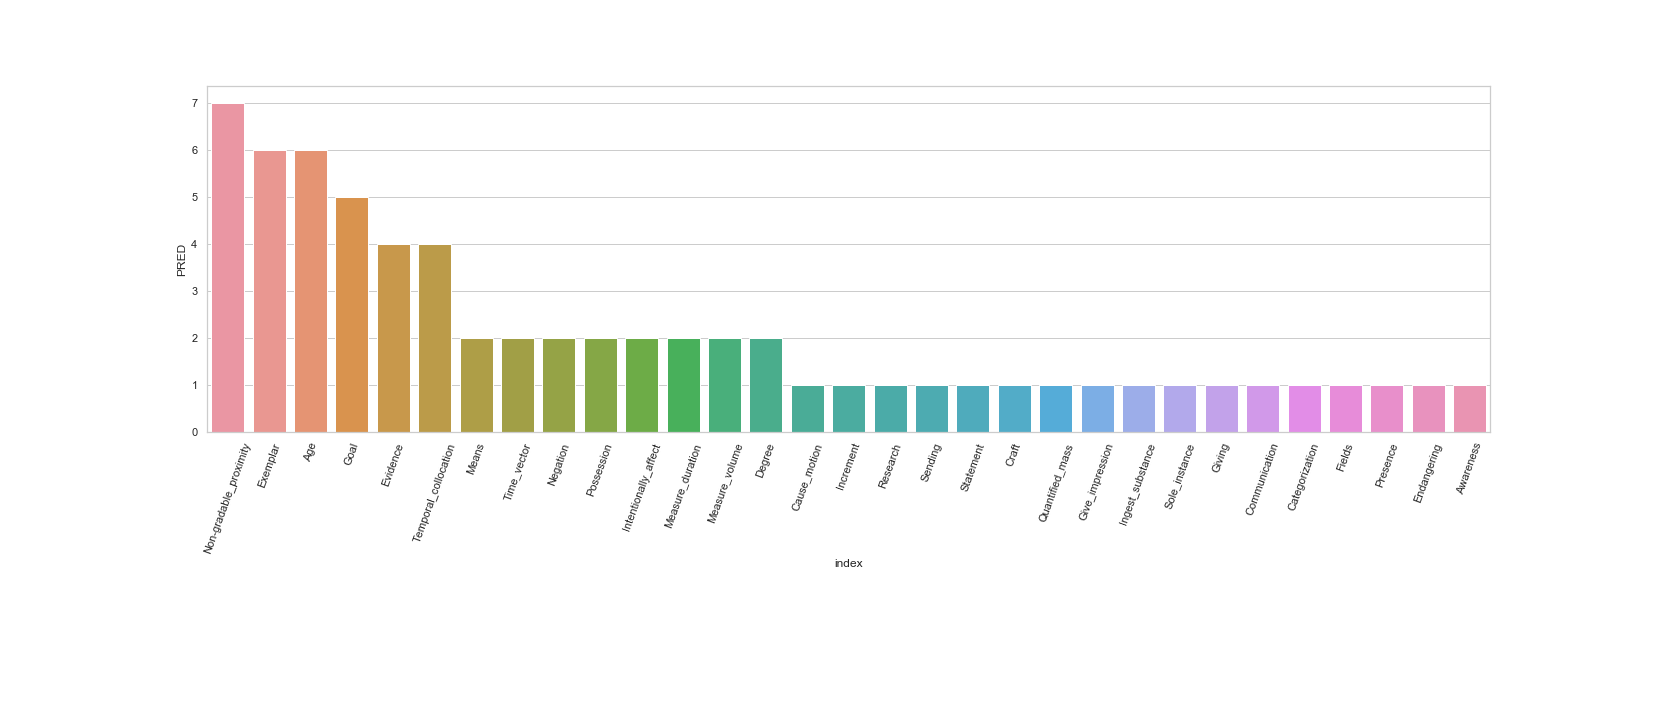 7
6
5
4
3
2
1
0
PRED
Non-gradable_proximity
Exemplar
Age
Goal
Evidence
Temporal_collocation
Means
Time_vector
Negation
Possession
Intentionally_affect
Measure_duration
Measure_volume
Degree
Cause_motion
Increment
Research
Sending
Statement
Craft
Quantified_mass
Give_impression
Ingest_substance
Sole_instance
Giving
Communication
Categorization
Fields
Presence
Endangering
Awareness
index